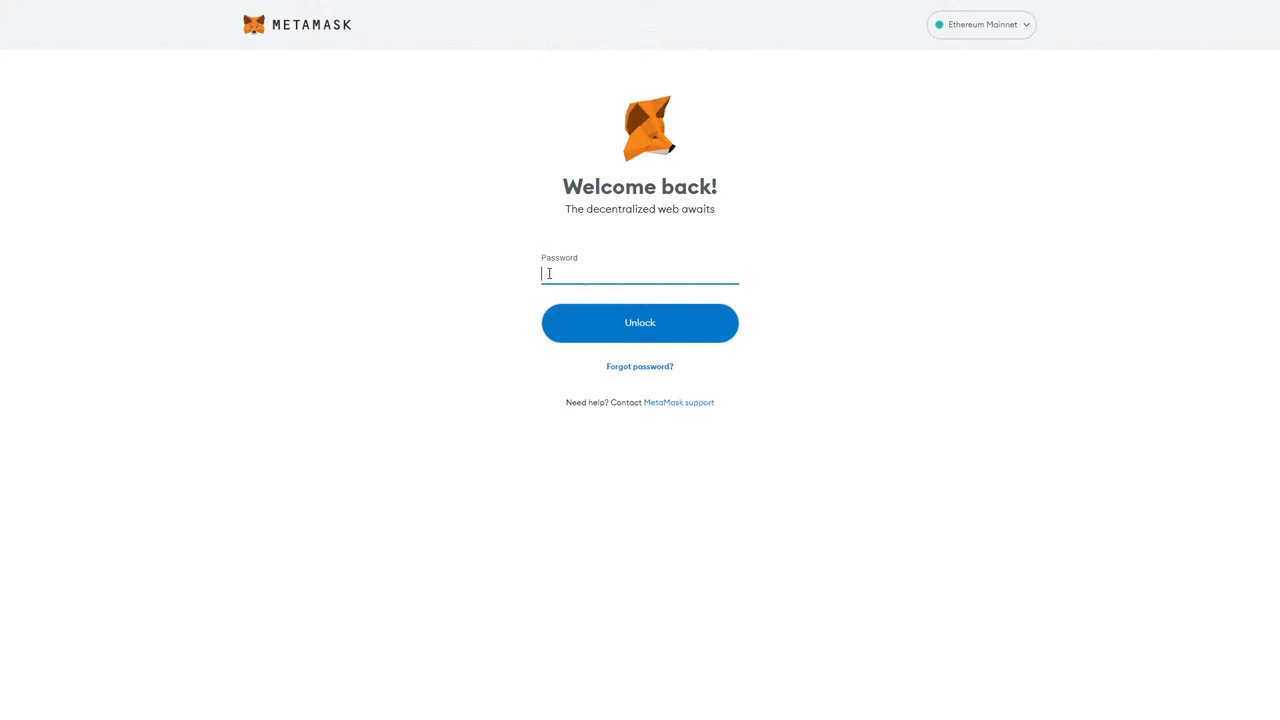 METAMASK
Ethereum Mainnet
Welcome back!
The decentralized web awaits
Password
Unlock
Forgot password?
Need help? Contact MetaMask support